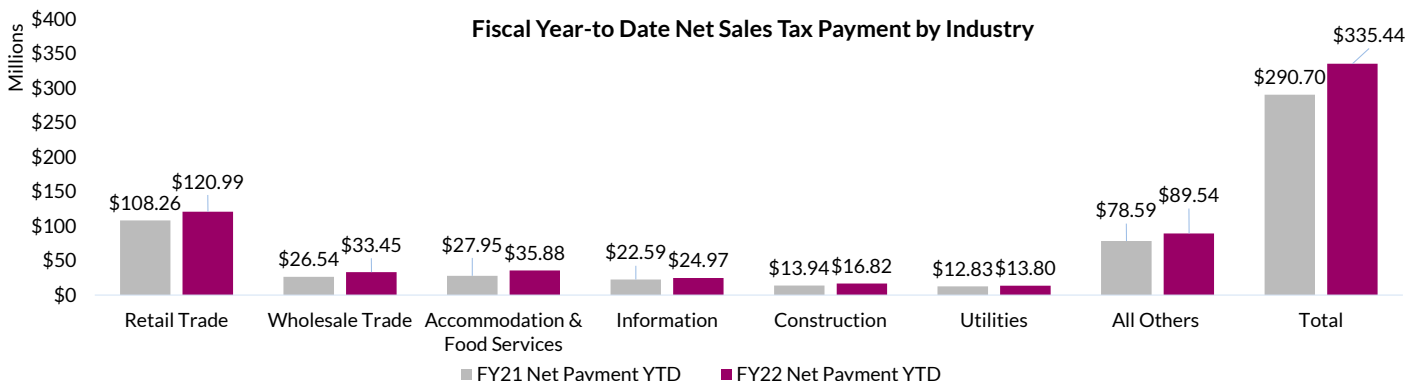 Fiscal Year-to Date Net Sales Tax Payment by Industry
Millions
$400
$350
$300
$250
$200
$150
$100
$50
$0
$108.26
$120.99
$26.54
$33.45
$27.95
$35.88
$22.59
$24.97
$13.94
$16.82
$12.83
$13.80
$78.59
$89.54
$290.70
$335.44
Retail Trade
Wholesale Trade
Accommodation &
Food Services
Information
Construction
Utilities
All Others
Total
FY21 Net Payment YTD
FY22 Net Payment YTD